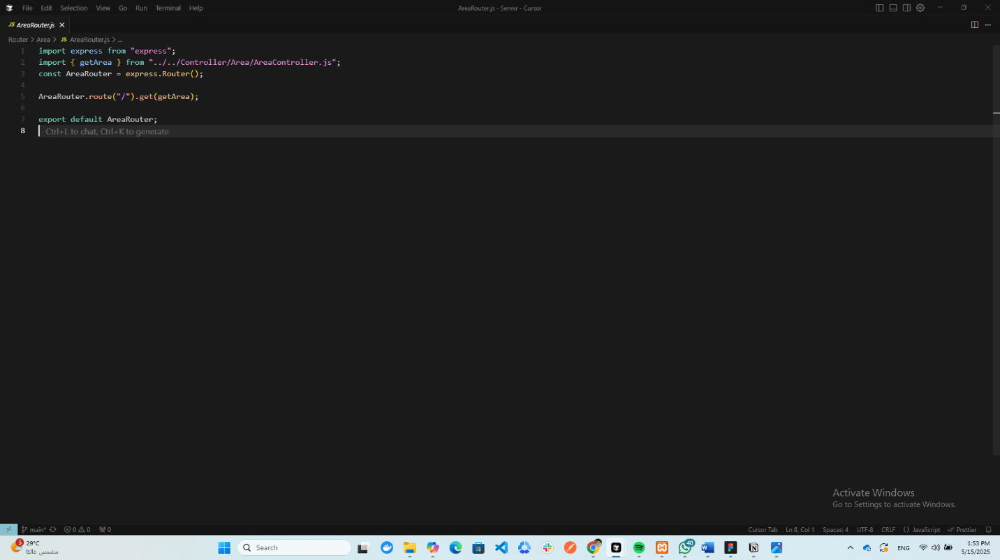 File Edit Selection View Go Run Terminal Help
AreaRouter.js - Server - Cursor
JS AreaRouter.js
Router > Area > JS AreaRouter.js > ...
1 import express from "express";
2 import { getArea } from "../../Controller/Area/AreaController.js";
3 const AreaRouter = express.Router();
4
5 AreaRouter.route("/").get(getArea);
6
7 export default AreaRouter;
8 Ctrl+L to chat, Ctrl+K to generate
Activate Windows
Go to Settings to activate Windows.
main* 0 0 0
Cursor Tab Ln 8, Col 1 Spaces: 4 UTF-8 CRLF {} JavaScript Prettier
5 29°C
مشمس غالبًا
Search
40
ENG
1:53 PM
5/15/2025